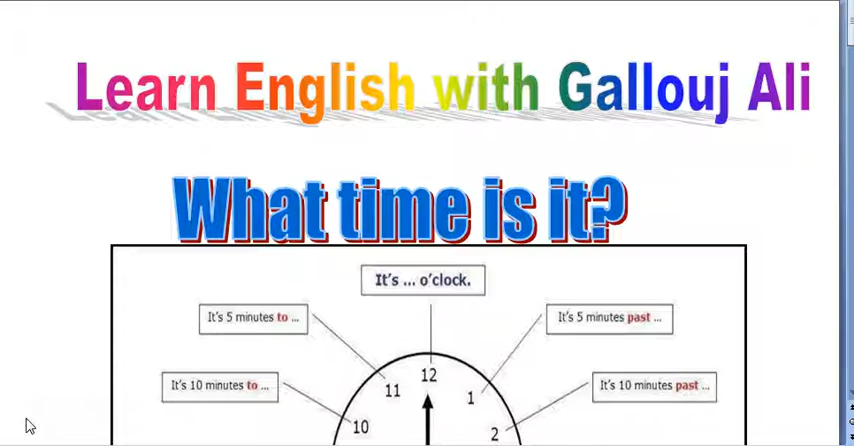 Learn English with Gallouj Ali
What time is it?
It's ... o'clock.
It's 5 minutes to ...
It's 5 minutes past ...
It's 10 minutes to ...
It's 10 minutes past ...
12
11
1
10
2